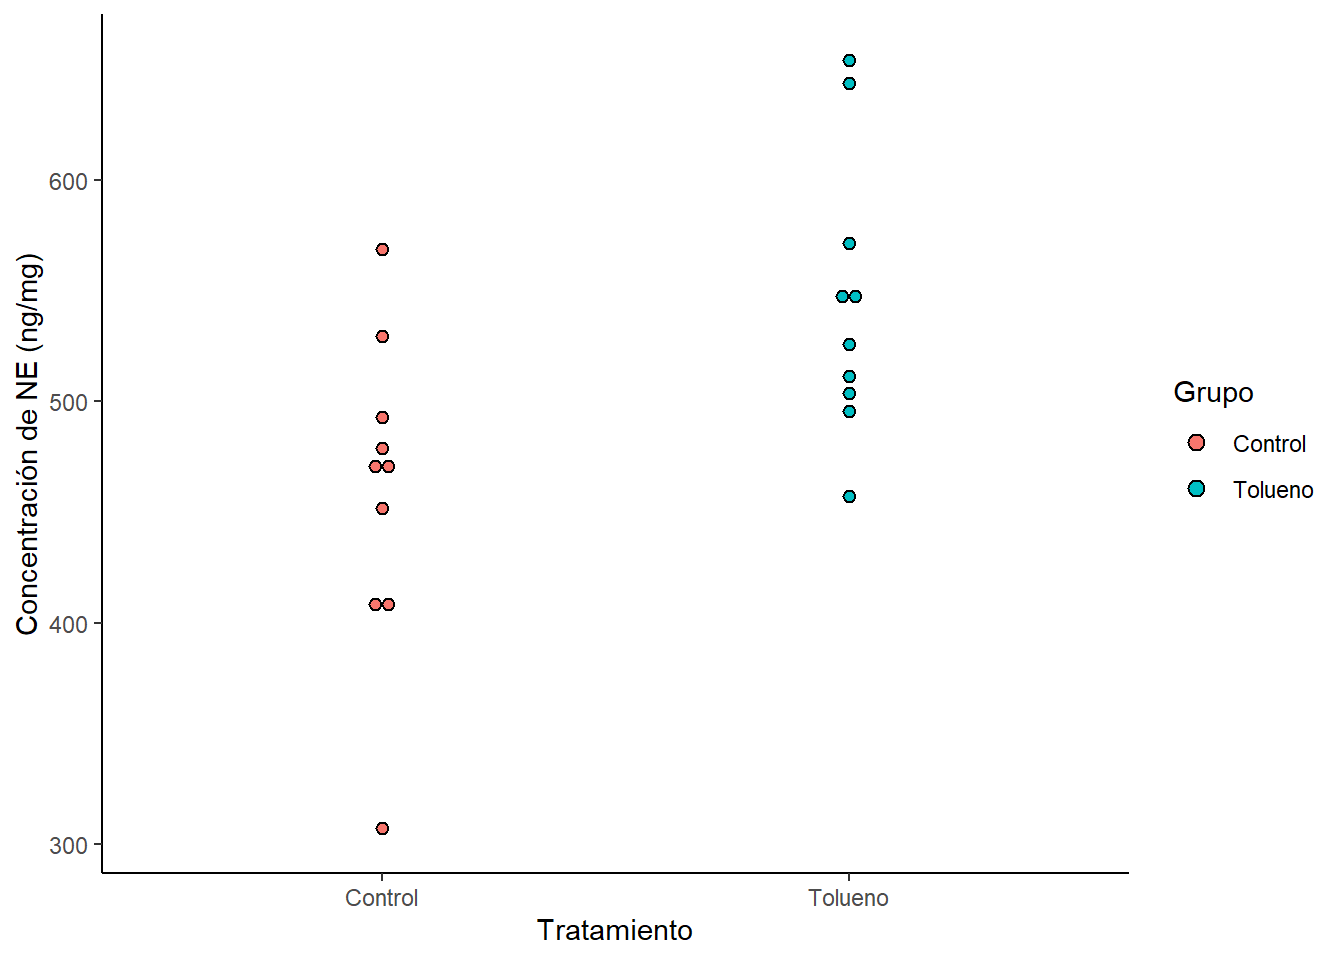 Concentración de NE (ng/mg)
600
500
400
300
Control
Tolueno
Tratamiento
Grupo
Control
Tolueno